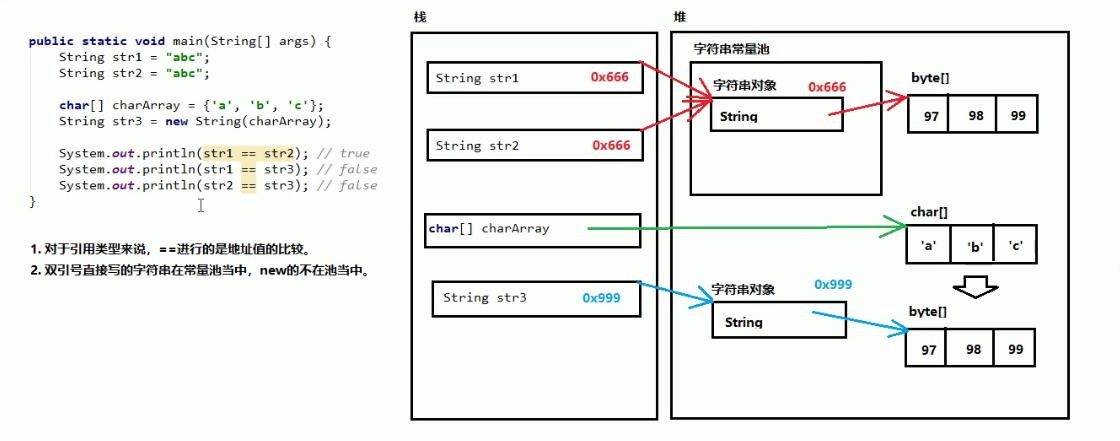 public static void main(String[] args) {
String str1 = "abc";
String str2 = "abc";
char[] charArray = {'a', 'b', 'c'};
String str3 = new String(charArray);
System.out.println(str1 == str2); // true
System.out.println(str1 == str3); // false
System.out.println(str2 == str3); // false
}
1. 对于引用类型来说，==进行的是地址值的比较。
2. 双引号直接写的字符串在常量池当中，new的不在池当中。
栈
String str1 0x666
String str2 0x666
char[] charArray
String str3 0x999
堆
字符串常量池
字符串对象 0x666
String
byte[]
97 98 99
char[]
'a' 'b' 'c'
字符串对象 0x999
String
byte[]
97 98 99